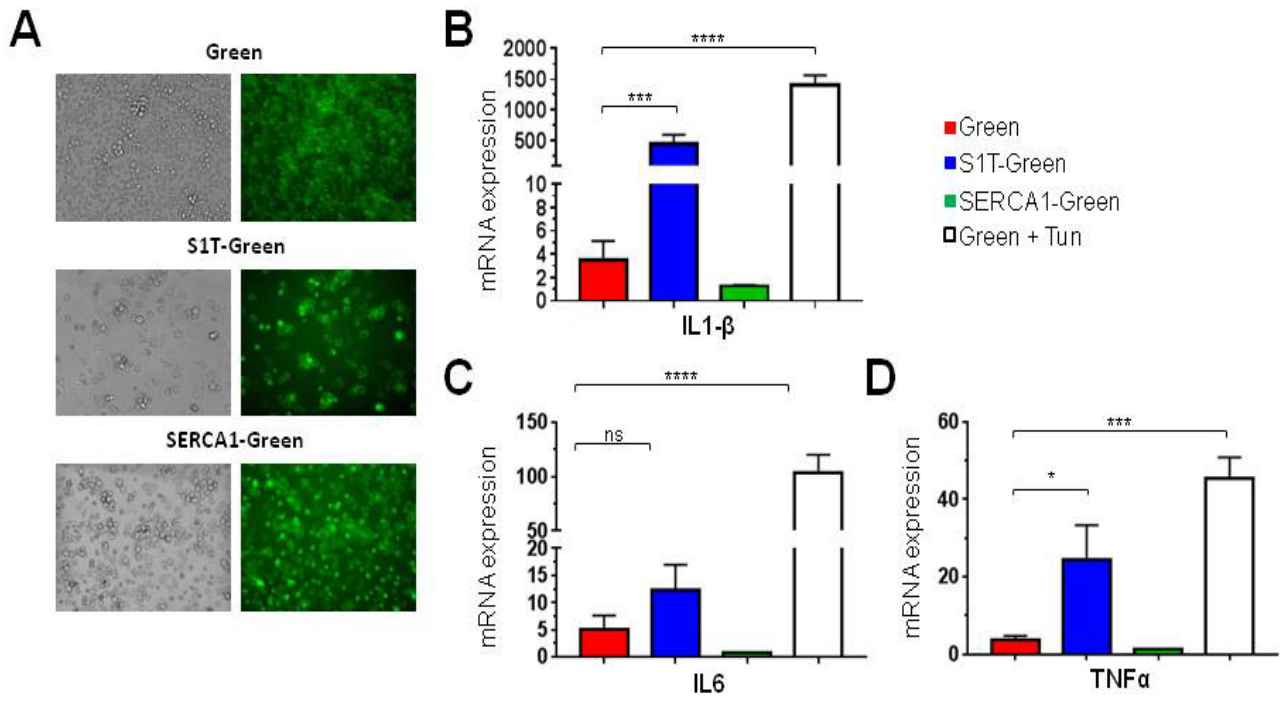 A
Green
S1T-Green
SERCA1-Green
B
****
***
2000
1500
1000
500
10
8
6
4
2
0
mRNA expression
IL1-β
Green
S1T-Green
SERCA1-Green
Green + Tun
C
****
ns
150
100
50
20
15
10
5
0
mRNA expression
IL6
D
***
*
60
40
20
0
mRNA expression
TNFα